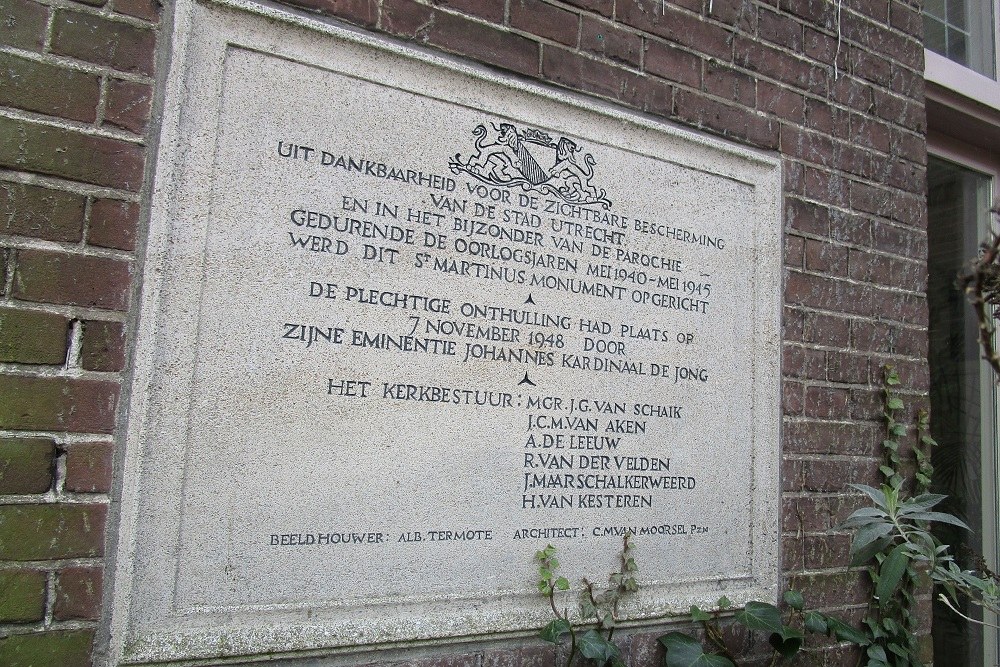 UIT DANKBAARHEID VOOR DE ZICHTBARE BESCHERMING
VAN DE STAD UTRECHT,
EN IN HET BIJZONDER VAN DE PAROCHIE –
GEDURENDE DE OORLOGSJAREN MEI 1940 – MEI 1945
WERD DIT ST MARTINUS MONUMENT OPGERICHT
DE PLECHTIGE ONTHULLING HAD PLAATS OP
7 NOVEMBER 1948 DOOR
ZIJNE EMINENTIE JOHANNES KARDINAAL DE JONG
HET KERKBESTUUR: MGR. J.G. VAN SCHAIK
J.C.M. VAN AKEN
A. DE LEEUW
R. VAN DER VELDEN
J. MAARSCHALKERWEERD
H. VAN KESTEREN
BEELDHOUWER: ALB. TERMOTE ARCHITECT: C.M. VAN MOORSEL PZN